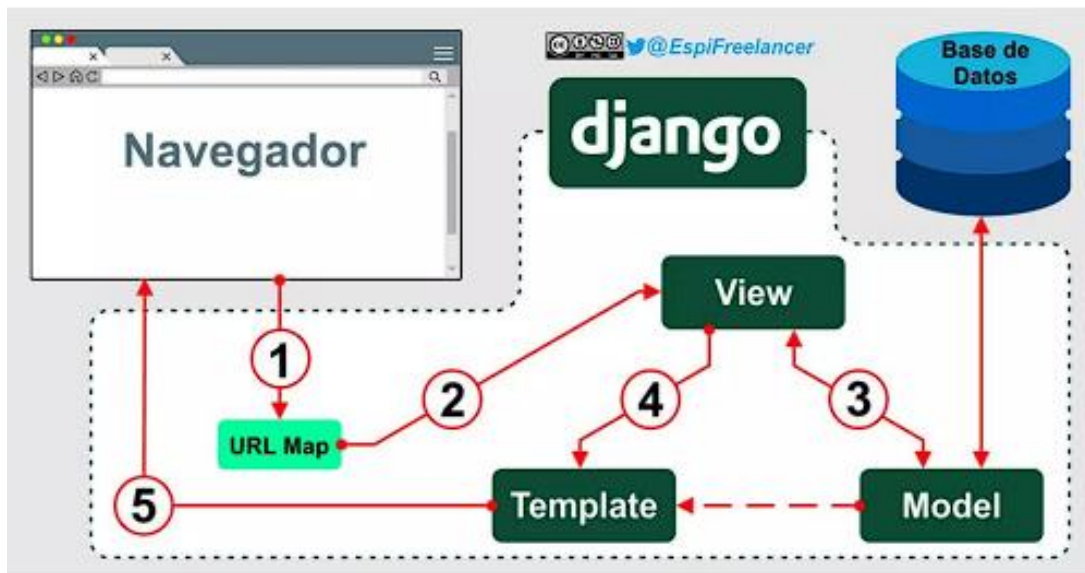 @EspiFreelancer
Base de
Datos
Navegador
django
View
1
2
4
3
URL Map
5
Template
Model